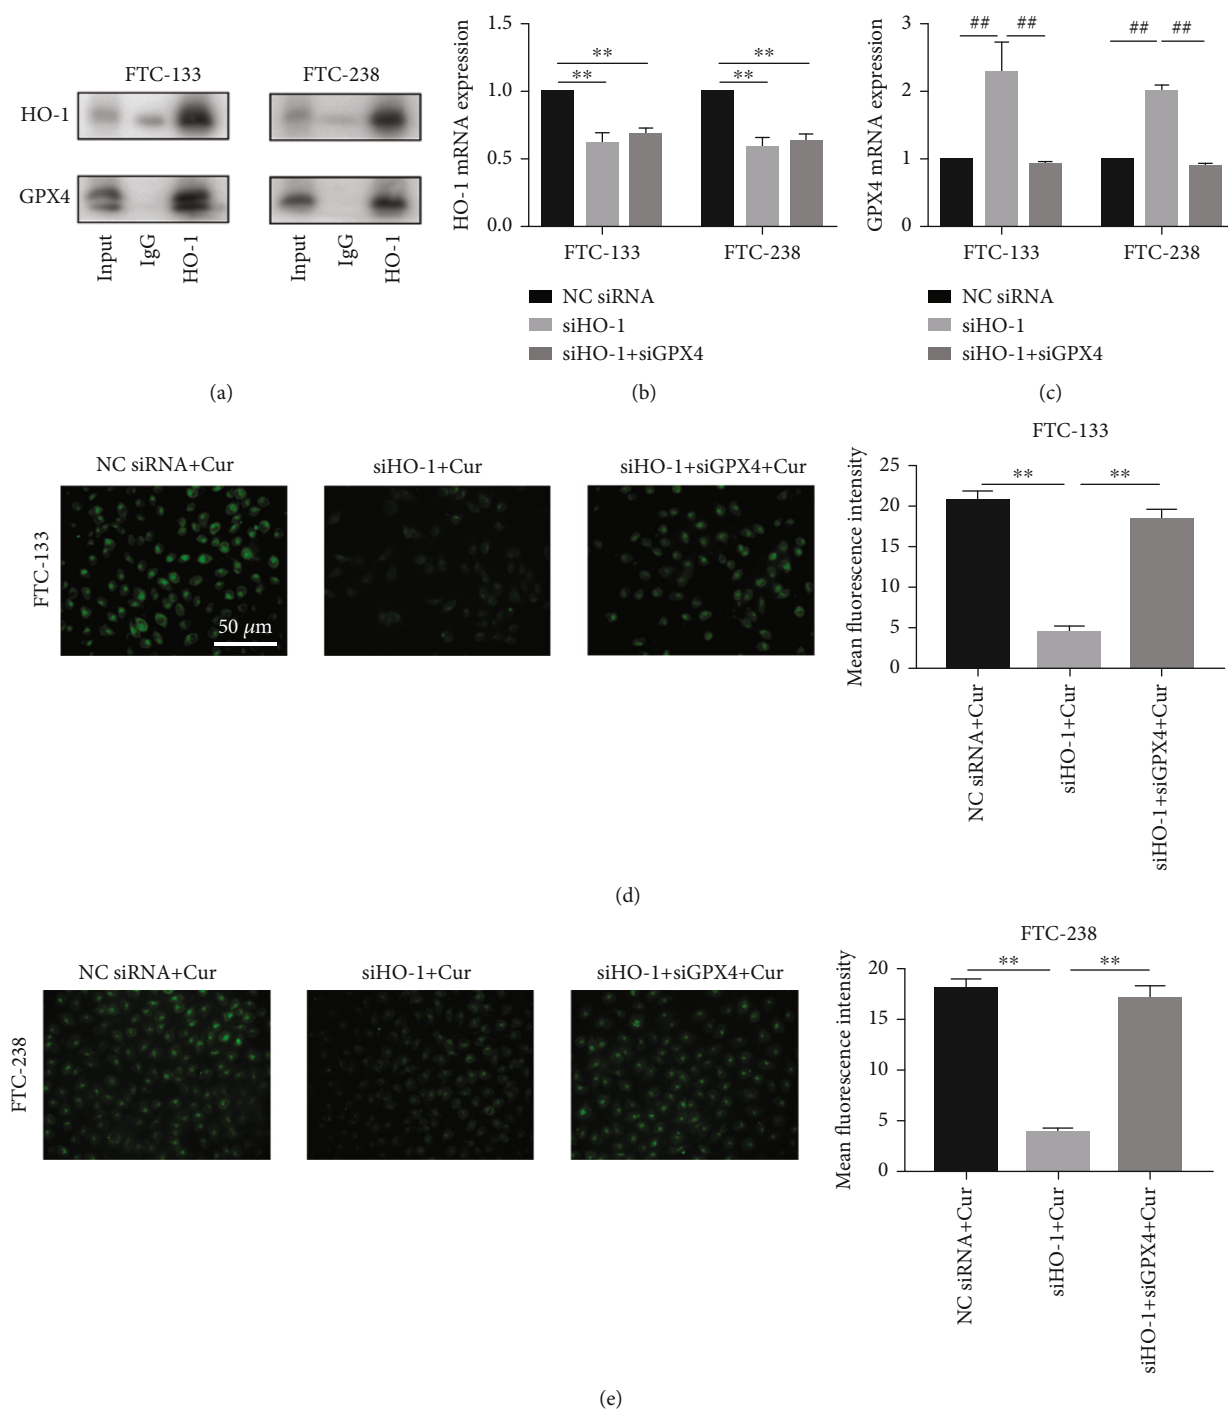 FTC-133 FTC-238
HO-1
GPX4
Input IgG HO-1 Input IgG HO-1
(a)
HO-1 mRNA expression
1.5
1.0
0.5
0.0
** ** ** **
FTC-133 FTC-238
NC siRNA
siHO-1
siHO-1+siGPX4
(b)
GPX4 mRNA expression
3
2
1
0
## ## ## ##
FTC-133 FTC-238
NC siRNA
siHO-1
siHO-1+siGPX4
(c)
NC siRNA+Cur siHO-1+Cur siHO-1+siGPX4+Cur
FTC-133
50 μm
FTC-133
Mean fluorescence intensity
25
20
15
10
5
0
** **
NC siRNA+Cur
siHO-1+Cur
siHO-1+siGPX4+Cur
(d)
NC siRNA+Cur siHO-1+Cur siHO-1+siGPX4+Cur
FTC-238
FTC-238
Mean fluorescence intensity
20
15
10
5
0
** **
NC siRNA+Cur
siHO-1+Cur
siHO-1+siGPX4+Cur
(e)